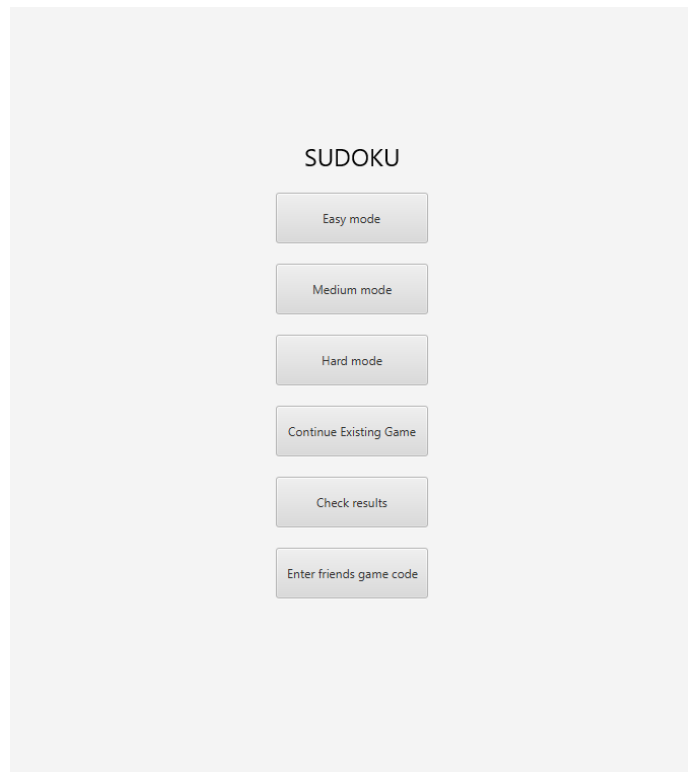 SUDOKU
Easy mode
Medium mode
Hard mode
Continue Existing Game
Check results
Enter friends game code